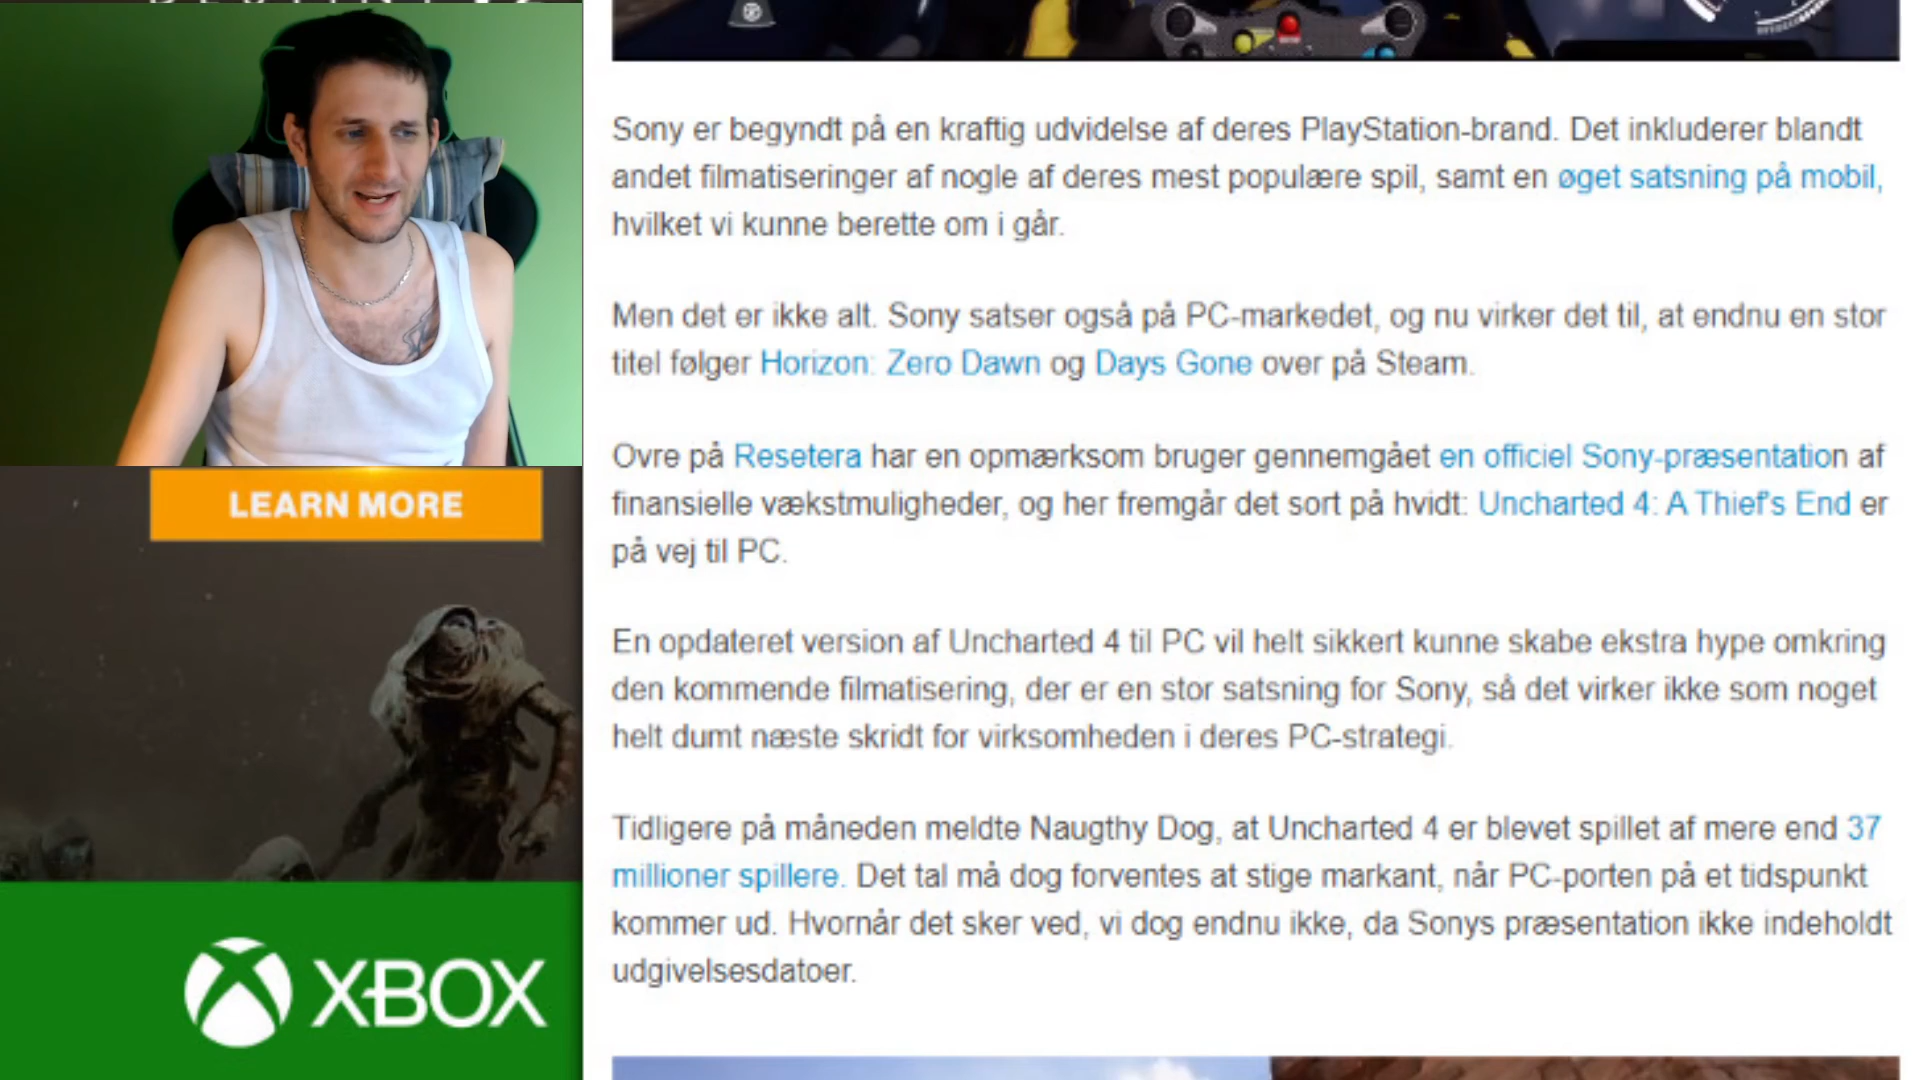 Sony er begyndt på en kraftig udvidelse af deres PlayStation-brand. Det inkluderer blandt
andet filmatiseringer af nogle af deres mest populære spil, samt en øget satsning på mobil,
hvilket vi kunne berette om i går.
Men det er ikke alt. Sony satser også på PC-markedet, og nu virker det til, at endnu en stor
titel følger Horizon: Zero Dawn og Days Gone over på Steam.
Ovre på Resetera har en opmærksom bruger gennemgået en officiel Sony-præsentation af
finansielle vækstmuligheder, og her fremgår det sort på hvidt: Uncharted 4: A Thief's End er
på vej til PC.
En opdateret version af Uncharted 4 til PC vil helt sikkert kunne skabe ekstra hype omkring
den kommende filmatisering, der er en stor satsning for Sony, så det virker ikke som noget
helt dumt næste skridt for virksomheden i deres PC-strategi.
Tidligere på måneden meldte Naugthy Dog, at Uncharted 4 er blevet spillet af mere end 37
millioner spillere. Det tal må dog forventes at stige markant, når PC-porten på et tidspunkt
kommer ud. Hvornår det sker ved, vi dog endnu ikke, da Sonys præsentation ikke indeholdt
udgivelsesdatoer.
LEARN MORE
XBOX